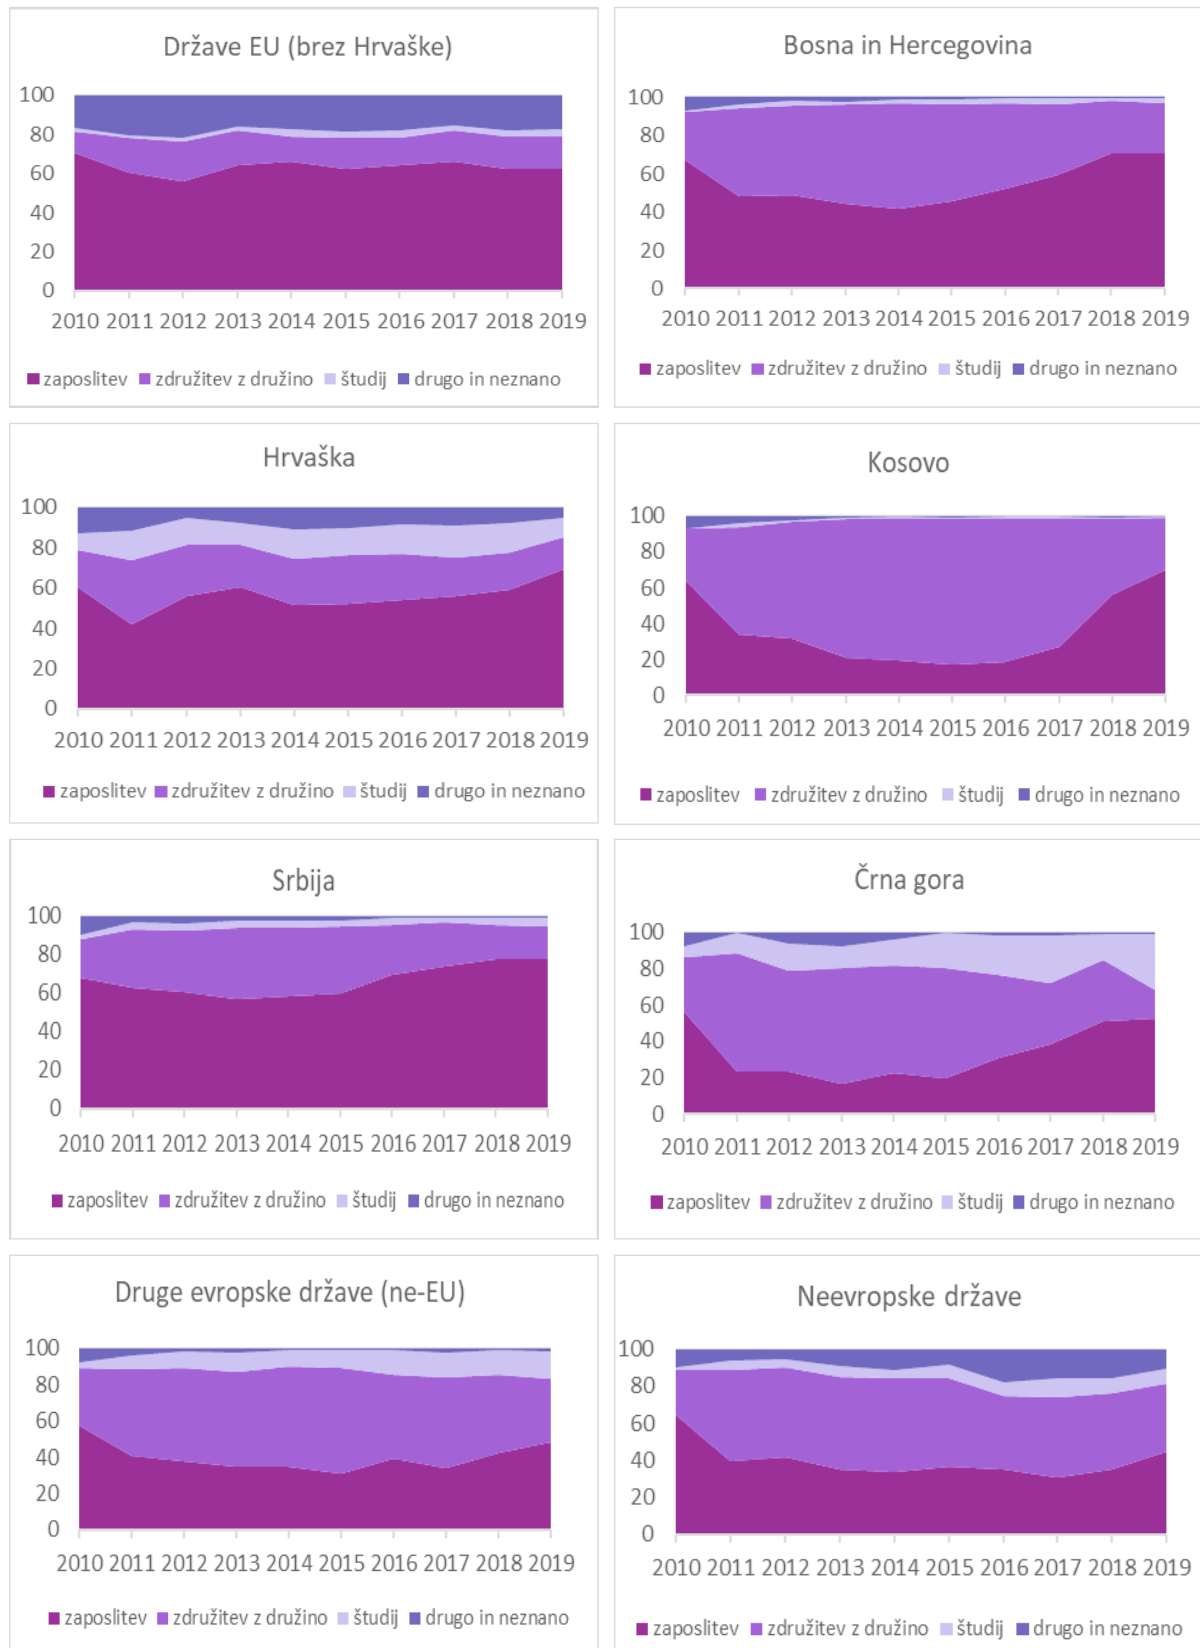 Države EU (brez Hrvaške)
100
80
60
40
20
0
2010 2011 2012 2013 2014 2015 2016 2017 2018 2019
zaposlitev združitev z družino študij drugo in neznano
Bosna in Hercegovina
100
80
60
40
20
0
2010 2011 2012 2013 2014 2015 2016 2017 2018 2019
zaposlitev združitev z družino študij drugo in neznano
Hrvaška
100
80
60
40
20
0
2010 2011 2012 2013 2014 2015 2016 2017 2018 2019
zaposlitev združitev z družino študij drugo in neznano
Kosovo
100
80
60
40
20
0
2010 2011 2012 2013 2014 2015 2016 2017 2018 2019
zaposlitev združitev z družino študij drugo in neznano
Srbija
100
80
60
40
20
0
2010 2011 2012 2013 2014 2015 2016 2017 2018 2019
zaposlitev združitev z družino študij drugo in neznano
Črna gora
100
80
60
40
20
0
2010 2011 2012 2013 2014 2015 2016 2017 2018 2019
zaposlitev združitev z družino študij drugo in neznano
Druge evropske države (ne-EU)
100
80
60
40
20
0
2010 2011 2012 2013 2014 2015 2016 2017 2018 2019
zaposlitev združitev z družino študij drugo in neznano
Neevropske države
100
80
60
40
20
0
2010 2011 2012 2013 2014 2015 2016 2017 2018 2019
zaposlitev združitev z družino študij drugo in neznano